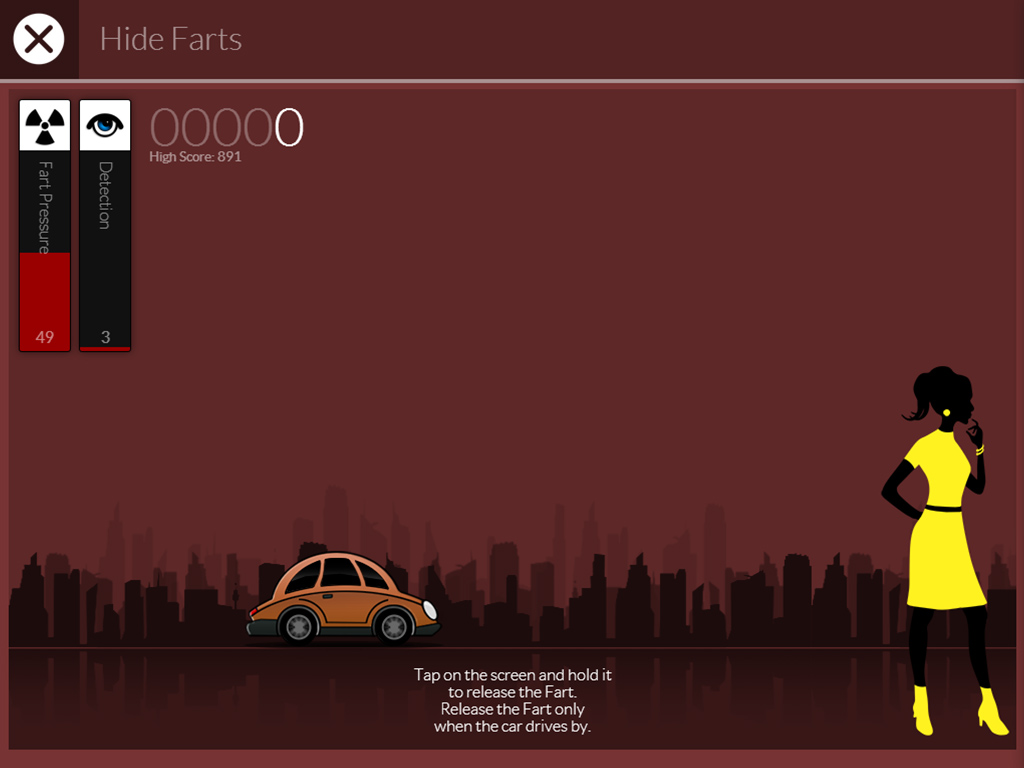 Hide Farts
00000
High Score: 891
Fart Pressure
Detection
49
3
Tap on the screen and hold it
to release the Fart.
Release the Fart only
when the car drives by.